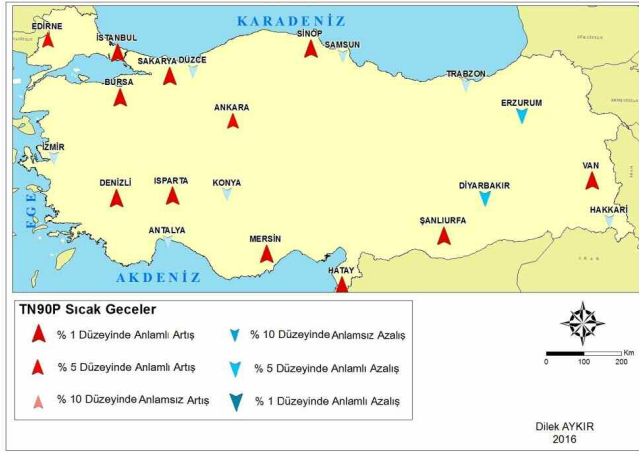 KARADENİZ
EDİRNE
İSTANBUL
SİNOP
SAMSUN
SAKARYA
DÜZCE
BURSA
TRABZON
ERZURUM
ANKARA
İZMİR
VAN
DENİZLİ
ISPARTA
KONYA
DİYARBAKIR
HAKKARİ
EGE
ANTALYA
ŞANLIURFA
MERSİN
AKDENİZ
HATAY
TN90P Sıcak Geceler
% 1 Düzeyinde Anlamlı Artış
% 10 Düzeyinde Anlamsız Azalış
% 5 Düzeyinde Anlamlı Artış
% 5 Düzeyinde Anlamlı Azalış
% 10 Düzeyinde Anlamsız Artış
% 1 Düzeyinde Anlamlı Azalış
Km
0 100 200
Dilek AYKIR
2016